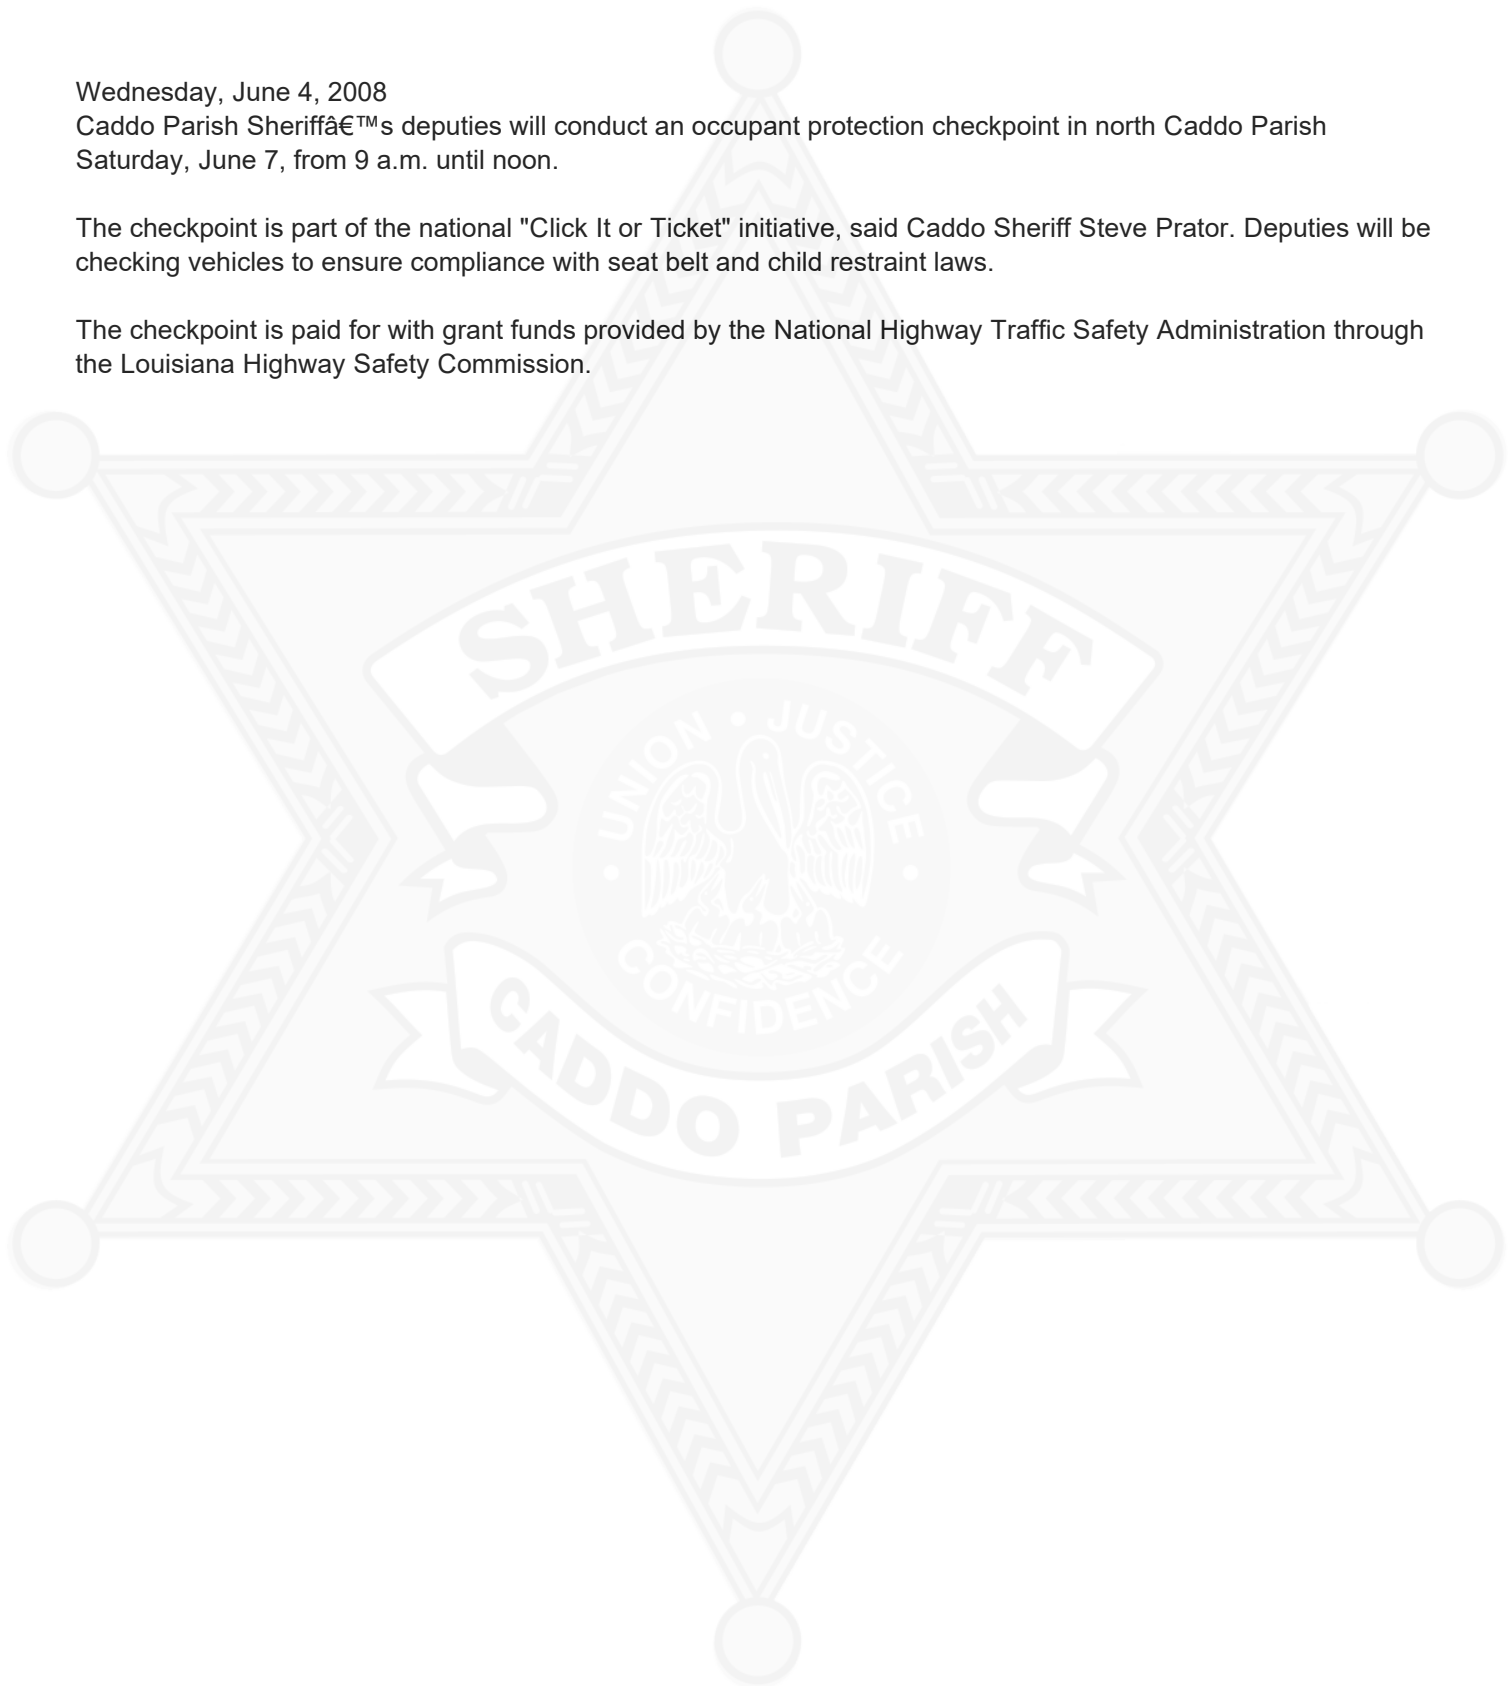 Wednesday, June 4, 2008
Caddo Parish Sheriffâ€™s deputies will conduct an occupant protection checkpoint in north Caddo Parish
Saturday, June 7, from 9 a.m. until noon.
The checkpoint is part of the national "Click It or Ticket" initiative, said Caddo Sheriff Steve Prator. Deputies will be
checking vehicles to ensure compliance with seat belt and child restraint laws.
The checkpoint is paid for with grant funds provided by the National Highway Traffic Safety Administration through
the Louisiana Highway Safety Commission.
SHERIFF
UNION • JUSTICE
• CONFIDENCE •
CADDO PARISH